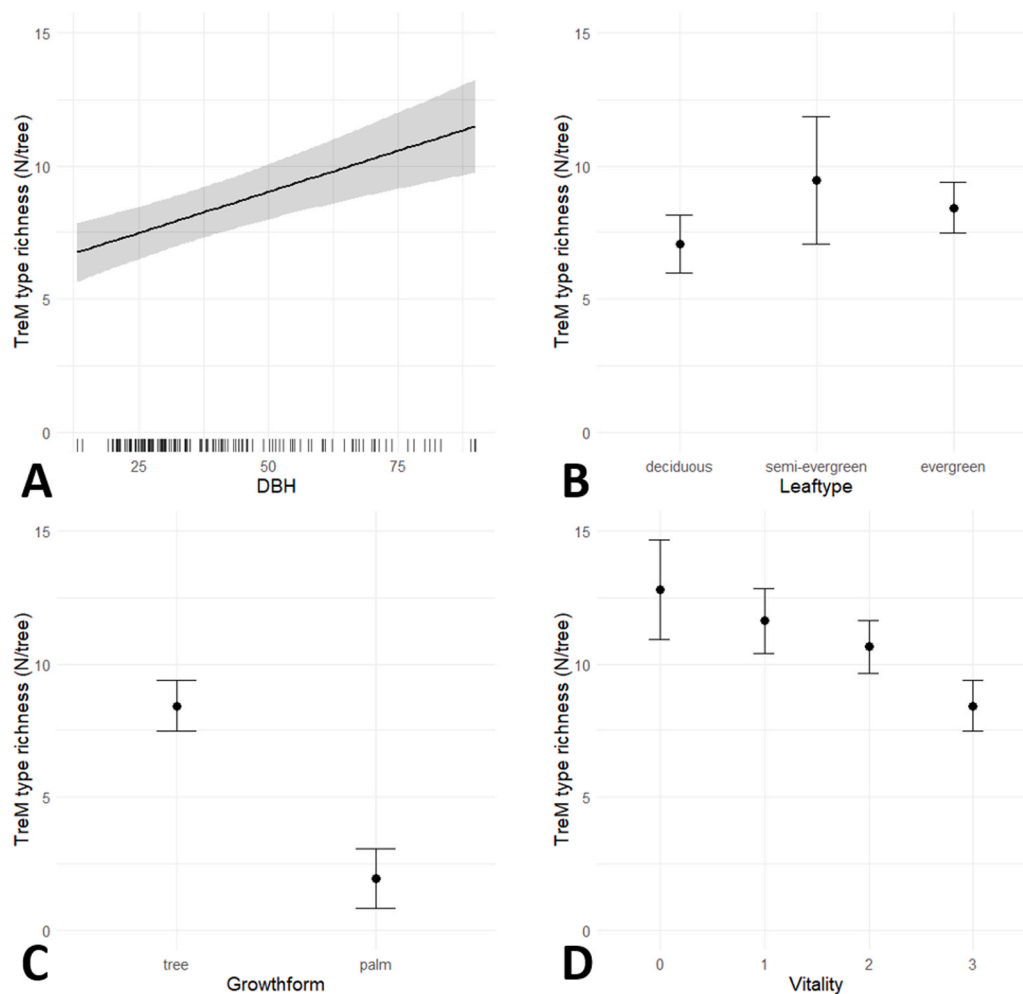 15
10
5
0
TreM type richness (N/tree)
25 50 75
DBH
A
15
10
5
0
TreM type richness (N/tree)
deciduous semi-evergreen evergreen
Leaftype
B
15
10
5
0
TreM type richness (N/tree)
tree palm
Growthform
C
15
10
5
0
TreM type richness (N/tree)
0 1 2 3
Vitality
D